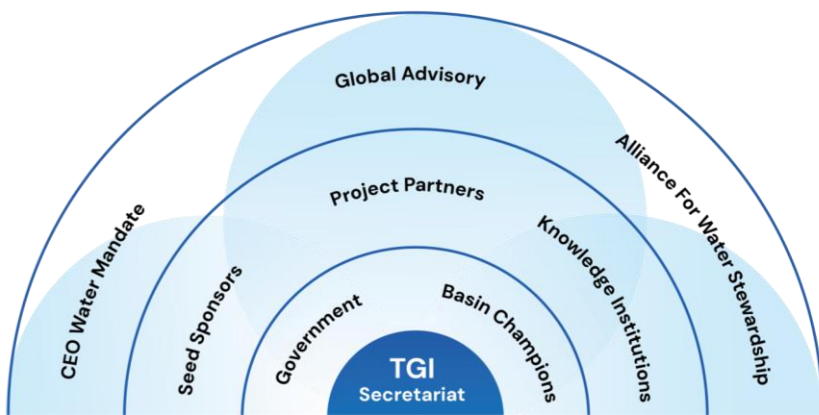 Global Advisory
CEO Water Mandate
Alliance For Water Stewardship
Project Partners
Seed Sponsors
Knowledge Institutions
Government
Basin Champions
TGI
Secretariat